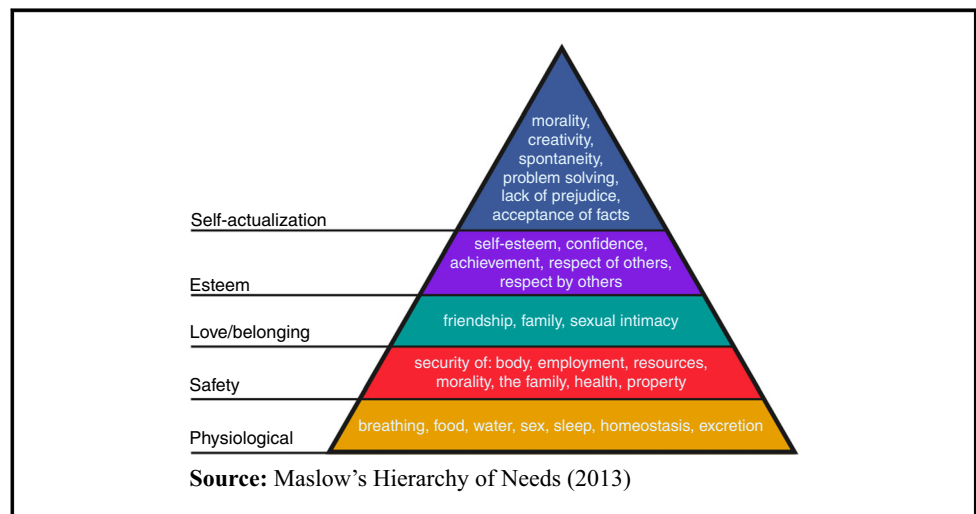 morality,
creativity,
spontaneity,
problem solving,
lack of prejudice,
acceptance of facts
Self-actualization
self-esteem, confidence,
achievement, respect of others,
respect by others
Esteem
friendship, family, sexual intimacy
Love/belonging
security of: body, employment, resources,
morality, the family, health, property
Safety
breathing, food, water, sex, sleep, homeostasis, excretion
Physiological
Source: Maslow’s Hierarchy of Needs (2013)